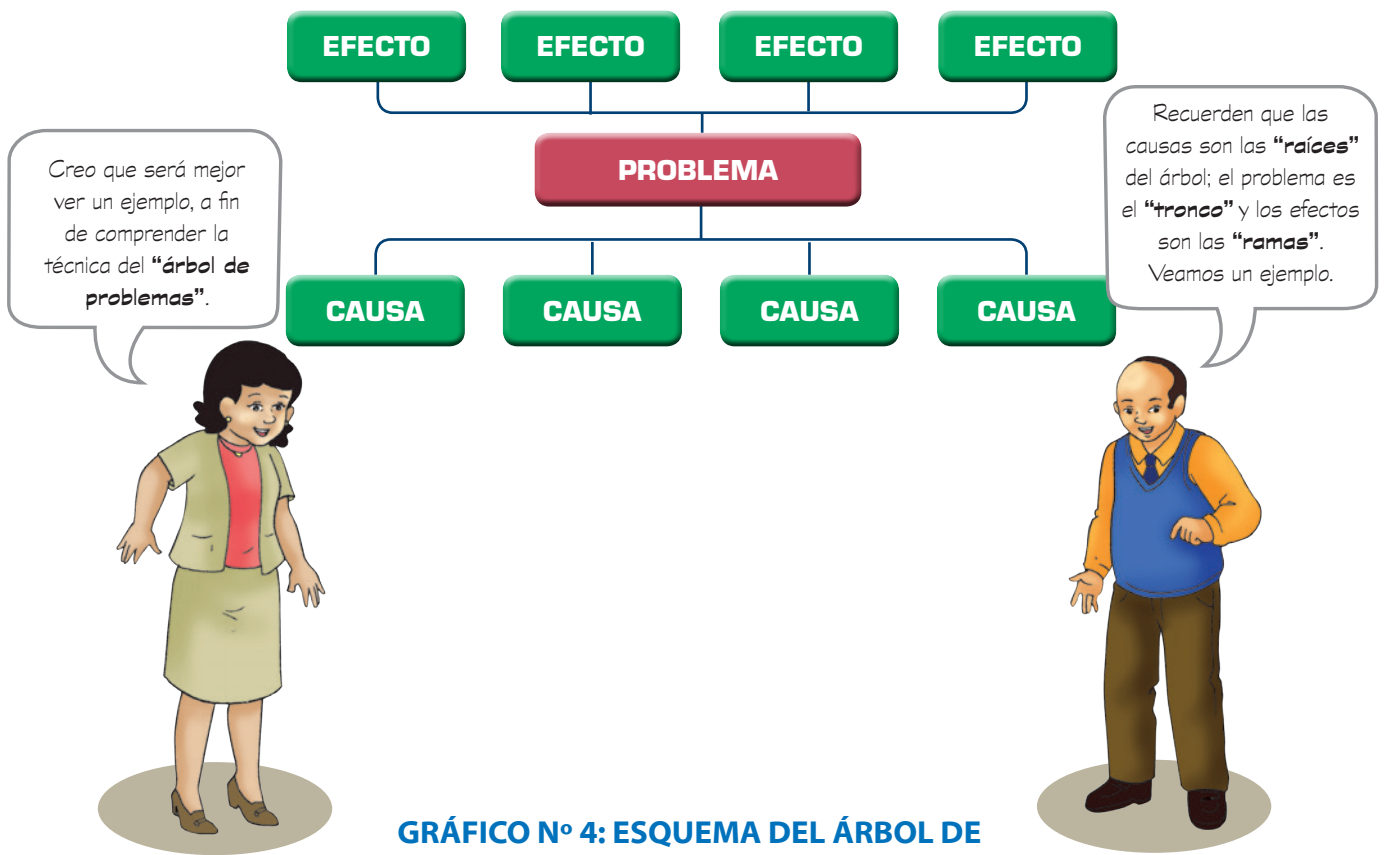 EFECTO EFECTO EFECTO EFECTO
PROBLEMA
CAUSA CAUSA CAUSA CAUSA
Creo que será mejor
ver un ejemplo, a fin
de comprender la
técnica del “árbol de
problemas”.
Recuerden que las
causas son las “raíces”
del árbol; el problema es
el “tronco” y los efectos
son las “ramas”.
Veamos un ejemplo.
GRÁFICO Nº 4: ESQUEMA DEL ÁRBOL DE